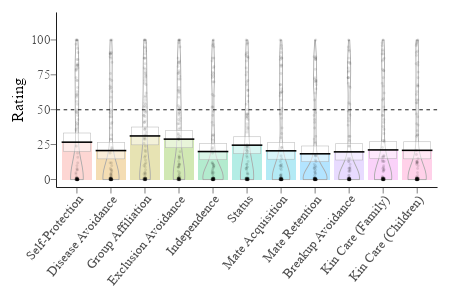 Rating
100
75
50
25
0
Self-Protection
Disease Avoidance
Group Affiliation
Exclusion Avoidance
Independence
Status
Mate Acquisition
Mate Retention
Breakup Avoidance
Kin Care (Family)
Kin Care (Children)